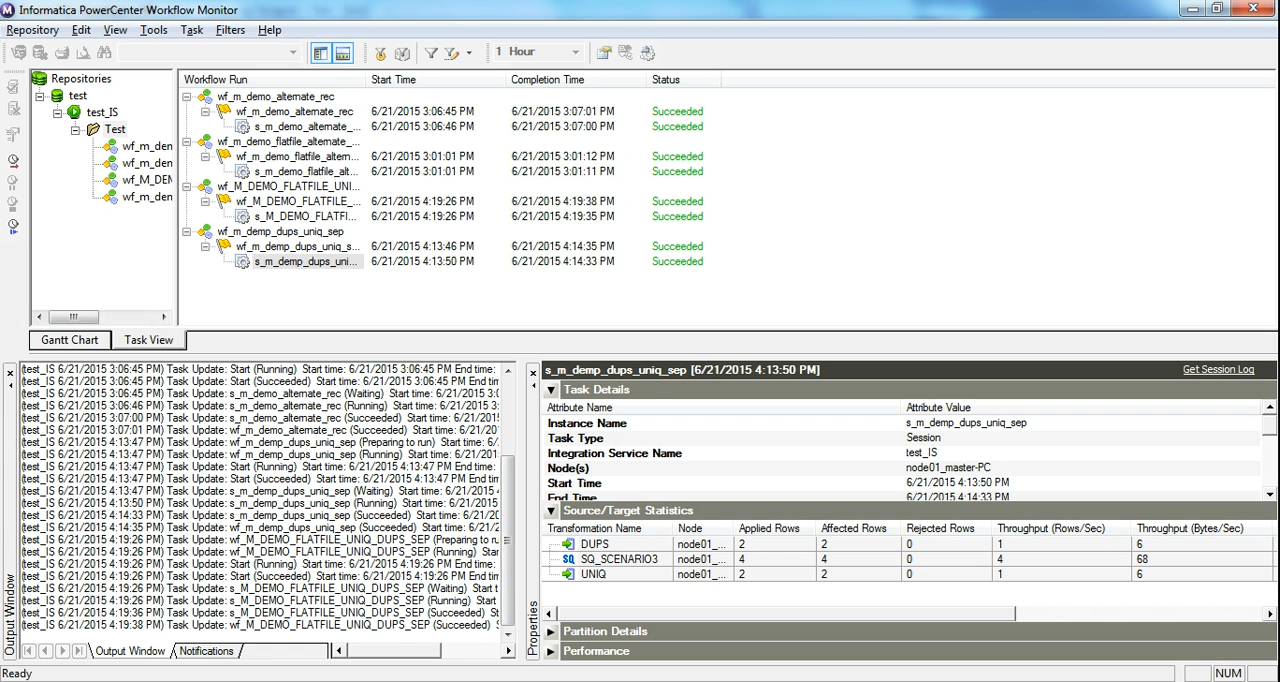 Informatica PowerCenter Workflow Monitor
Repository Edit View Tools Task Filters Help
1 Hour
Repositories
test
test_IS
Test
wf_m_den
wf_m_den
wf_M_DEM
wf_m_den
Workflow Run Start Time Completion Time Status
wf_m_demo_alternate_rec
wf_m_demo_alternate_rec 6/21/2015 3:06:45 PM 6/21/2015 3:07:01 PM Succeeded
s_m_demo_alternate_... 6/21/2015 3:06:46 PM 6/21/2015 3:07:00 PM Succeeded
wf_m_demo_flatfile_alternate_...
wf_m_demo_flatfile_altern... 6/21/2015 3:01:01 PM 6/21/2015 3:01:12 PM Succeeded
s_m_demo_flatfile_alt... 6/21/2015 3:01:01 PM 6/21/2015 3:01:11 PM Succeeded
wf_M_DEMO_FLATFILE_UNI...
wf_M_DEMO_FLATFILE_... 6/21/2015 4:19:26 PM 6/21/2015 4:19:38 PM Succeeded
s_M_DEMO_FLATFI... 6/21/2015 4:19:26 PM 6/21/2015 4:19:35 PM Succeeded
wf_m_demp_dups_uniq_sep
wf_m_demp_dups_uniq_s... 6/21/2015 4:13:46 PM 6/21/2015 4:14:35 PM Succeeded
s_m_demp_dups_uni... 6/21/2015 4:13:50 PM 6/21/2015 4:14:33 PM Succeeded
Gantt Chart Task View
(test_IS 6/21/2015 3:06:45 PM) Task Update: Start (Running) Start time: 6/21/2015 3:06:45 PM End time:
(test_IS 6/21/2015 3:06:45 PM) Task Update: Start (Succeeded) Start time: 6/21/2015 3:06:45 PM End tim
(test_IS 6/21/2015 3:06:45 PM) Task Update: s_m_demo_alternate_rec (Waiting) Start time: 6/21/2015 3:
(test_IS 6/21/2015 3:06:46 PM) Task Update: s_m_demo_alternate_rec (Running) Start time: 6/21/2015 3:
(test_IS 6/21/2015 3:07:00 PM) Task Update: s_m_demo_alternate_rec (Succeeded) Start time: 6/21/2015
(test_IS 6/21/2015 3:07:01 PM) Task Update: wf_m_demo_alternate_rec (Succeeded) Start time: 6/21/201
(test_IS 6/21/2015 4:13:47 PM) Task Update: wf_m_demp_dups_uniq_sep (Preparing to run) Start time: 6/
(test_IS 6/21/2015 4:13:47 PM) Task Update: wf_m_demp_dups_uniq_sep (Running) Start time: 6/21/201
(test_IS 6/21/2015 4:13:47 PM) Task Update: Start (Running) Start time: 6/21/2015 4:13:47 PM End time:
(test_IS 6/21/2015 4:13:47 PM) Task Update: Start (Succeeded) Start time: 6/21/2015 4:13:47 PM End tim
(test_IS 6/21/2015 4:13:47 PM) Task Update: s_m_demp_dups_uniq_sep (Waiting) Start time: 6/21/2015 4
(test_IS 6/21/2015 4:13:50 PM) Task Update: s_m_demp_dups_uniq_sep (Running) Start time: 6/21/2015
(test_IS 6/21/2015 4:14:33 PM) Task Update: s_m_demp_dups_uniq_sep (Succeeded) Start time: 6/21/201
(test_IS 6/21/2015 4:14:35 PM) Task Update: wf_m_demp_dups_uniq_sep (Succeeded) Start time: 6/21/20
(test_IS 6/21/2015 4:19:26 PM) Task Update: wf_M_DEMO_FLATFILE_UNIQ_DUPS_SEP (Preparing to ru
(test_IS 6/21/2015 4:19:26 PM) Task Update: wf_M_DEMO_FLATFILE_UNIQ_DUPS_SEP (Running) Start
(test_IS 6/21/2015 4:19:26 PM) Task Update: Start (Running) Start time: 6/21/2015 4:19:26 PM End time:
(test_IS 6/21/2015 4:19:26 PM) Task Update: Start (Succeeded) Start time: 6/21/2015 4:19:26 PM End tim
(test_IS 6/21/2015 4:19:26 PM) Task Update: s_M_DEMO_FLATFILE_UNIQ_DUPS_SEP (Waiting) Start ti
(test_IS 6/21/2015 4:19:26 PM) Task Update: s_M_DEMO_FLATFILE_UNIQ_DUPS_SEP (Running) Start
(test_IS 6/21/2015 4:19:36 PM) Task Update: s_M_DEMO_FLATFILE_UNIQ_DUPS_SEP (Succeeded) St
(test_IS 6/21/2015 4:19:38 PM) Task Update: wf_M_DEMO_FLATFILE_UNIQ_DUPS_SEP (Succeeded)
Output Window
Output Window Notifications
s_m_demp_dups_uniq_sep [6/21/2015 4:13:50 PM] Get Session Log
Task Details
Attribute Name Attribute Value
Instance Name s_m_demp_dups_uniq_sep
Task Type Session
Integration Service Name test_IS
Node(s) node01_master-PC
Start Time 6/21/2015 4:13:50 PM
End Time 6/21/2015 4:14:33 PM
Source/Target Statistics
Transformation Name Node Applied Rows Affected Rows Rejected Rows Throughput (Rows/Sec) Throughput (Bytes/Sec)
DUPS node01_... 2 2 0 1 6
SQ SQ_SCENARIO3 node01_... 4 4 0 4 68
UNIQ node01_... 2 2 0 1 6
Partition Details
Performance
Properties
Ready NUM